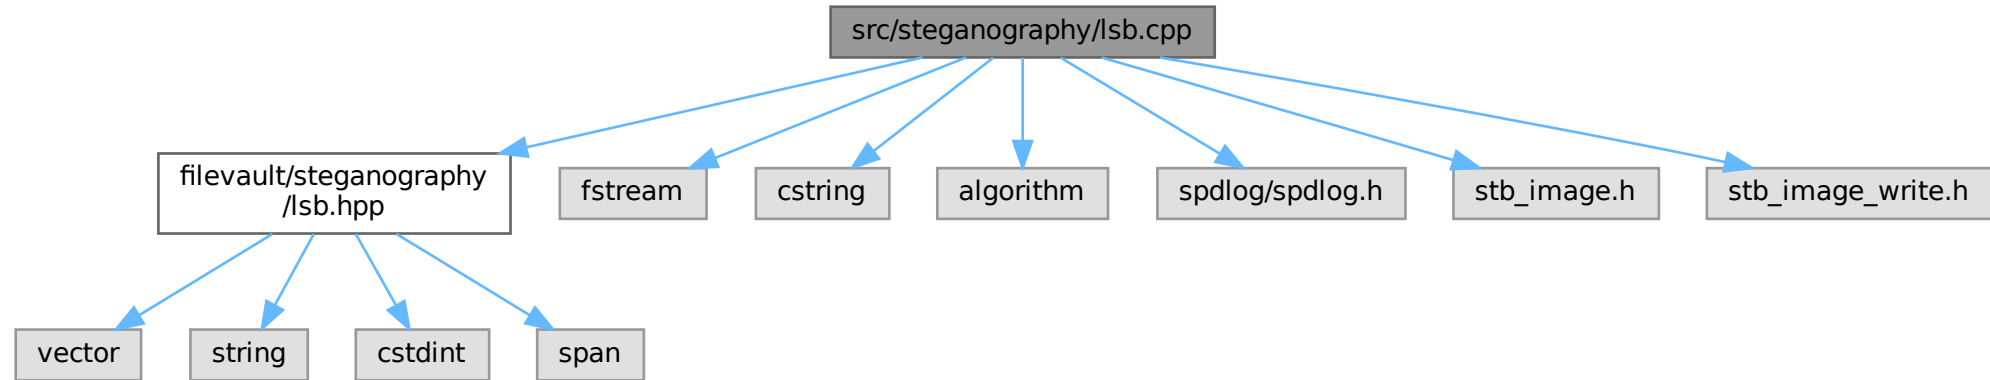 src/steganography/lsb.cpp
filevault/steganography
/lsb.hpp
fstream
cstring
algorithm
spdlog/spdlog.h
stb_image.h
stb_image_write.h
vector
string
cstdint
span